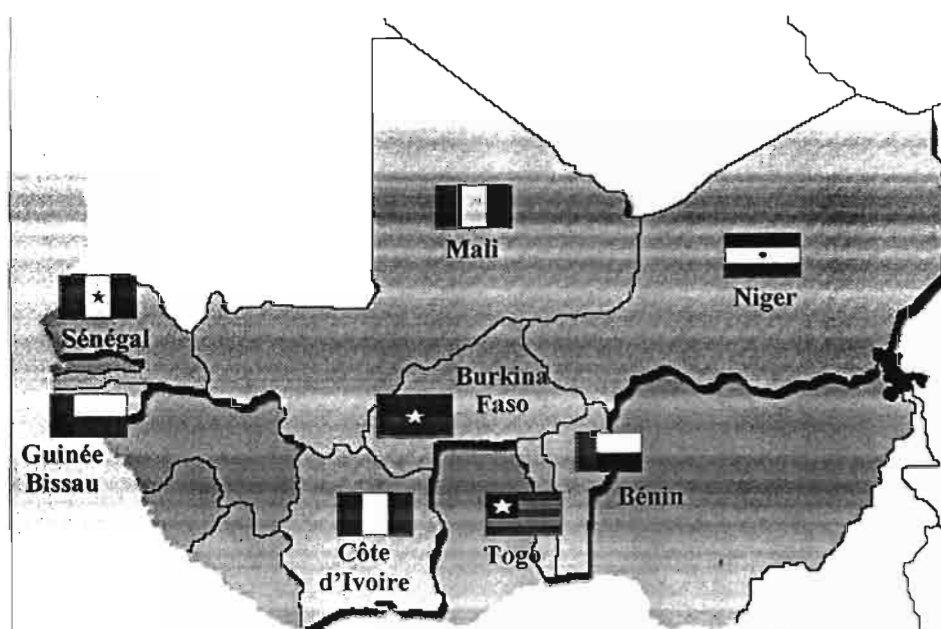 Mali
Niger
Sénégal
Burkina
Faso
Guinée
Bissau
Bénin
Côte
d'Ivoire
Togo